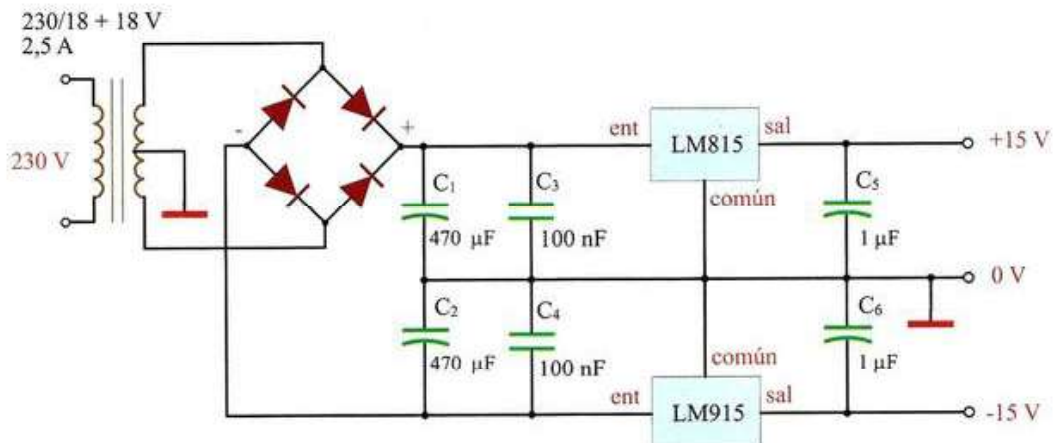 230/18 + 18 V
2,5 A
230 V
-
+
ent
LM815
sal
+15 V
común
C1
470 µF
C3
100 nF
C5
1 µF
0 V
C2
470 µF
C4
100 nF
C6
1 µF
común
ent
LM915
sal
-15 V